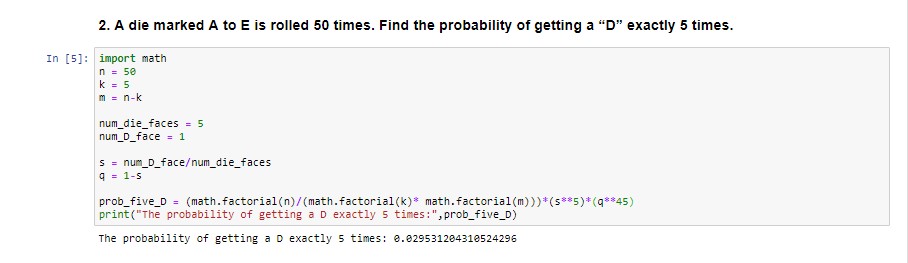 2. A die marked A to E is rolled 50 times. Find the probability of getting a “D” exactly 5 times.
In [5]: import math
n = 50
k = 5
m = n-k
num_die_faces = 5
num_D_face = 1
s = num_D_face/num_die_faces
q = 1-s
prob_five_D = (math.factorial(n)/(math.factorial(k)* math.factorial(m)))*(s**5)*(q**45)
print("The probability of getting a D exactly 5 times:",prob_five_D)
The probability of getting a D exactly 5 times: 0.029531204310524296